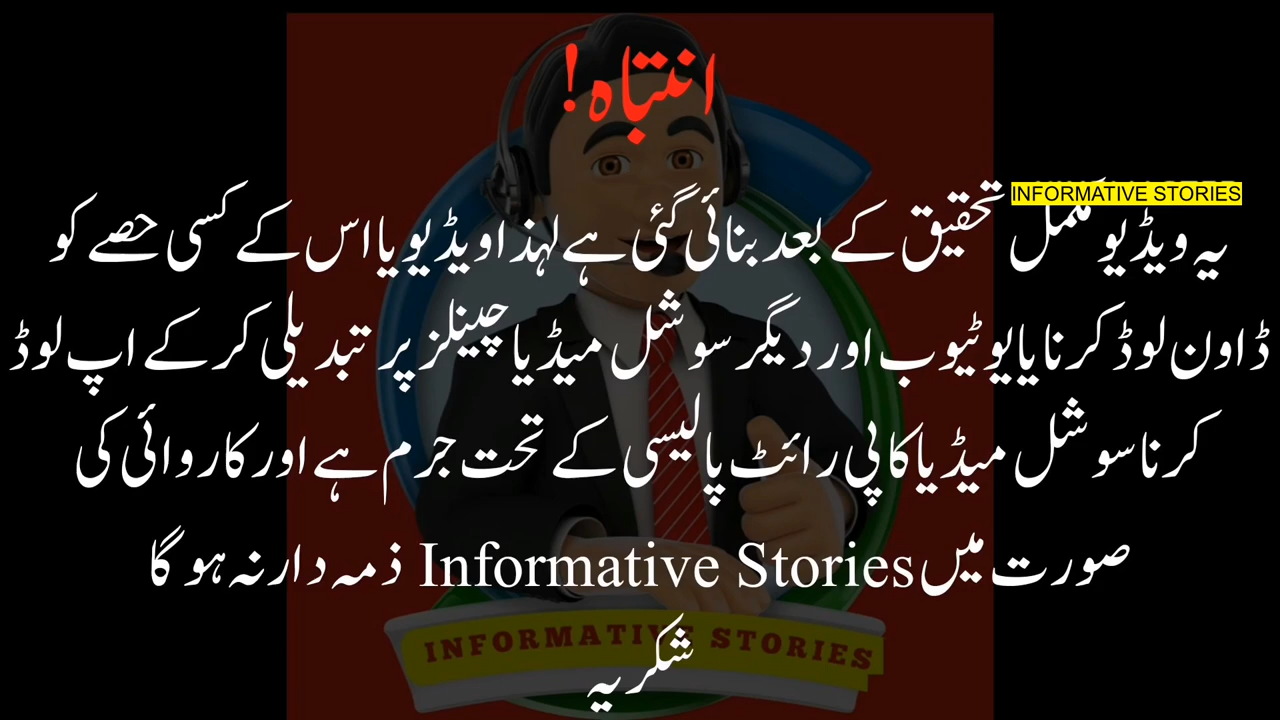 انتباہ!
INFORMATIVE STORIES
یہ ویڈیو مکمل تحقیق کے بعد بنائی گئی ہے لہذا ویڈیو یا اس کے کسی حصے کو
ڈاون لوڈ کرنا یا یوٹیوب اور دیگر سوشل میڈیا چینلز پر تبدیلی کر کے اپ لوڈ
کرنا سوشل میڈیا کاپی رائٹ پالیسی کے تحت جرم ہے اور کاروائی کی
صورت میں Informative Stories ذمہ دار نہ ہو گا
INFORMATIVE STORIES
شکریہ